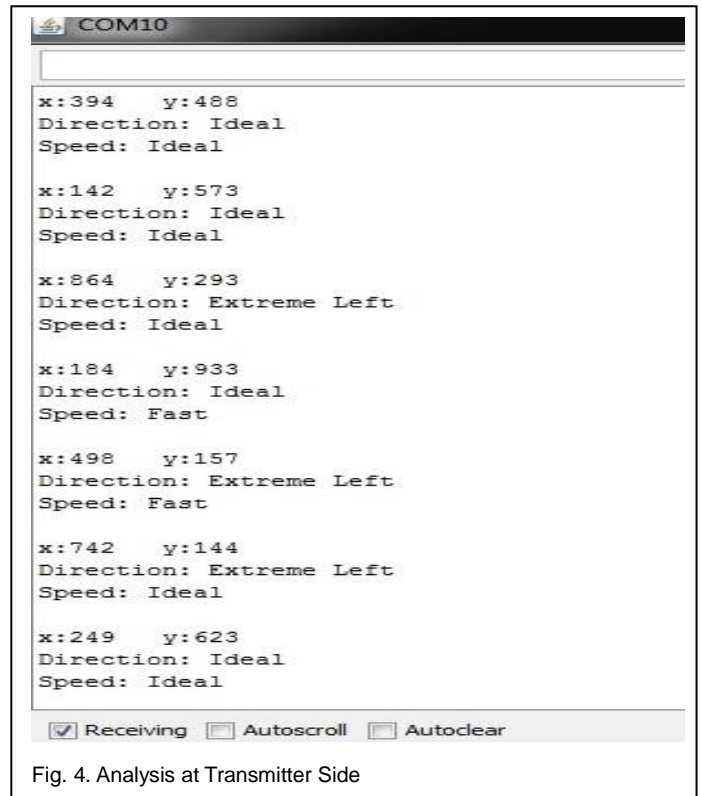 COM10
x:394 y:488
Direction: Ideal
Speed: Ideal
x:142 y:573
Direction: Ideal
Speed: Ideal
x:864 y:293
Direction: Extreme Left
Speed: Ideal
x:184 y:933
Direction: Ideal
Speed: Fast
x:498 y:157
Direction: Extreme Left
Speed: Fast
x:742 y:144
Direction: Extreme Left
Speed: Ideal
x:249 y:623
Direction: Ideal
Speed: Ideal
Receiving Autoscroll Autoclear
Fig. 4. Analysis at Transmitter Side